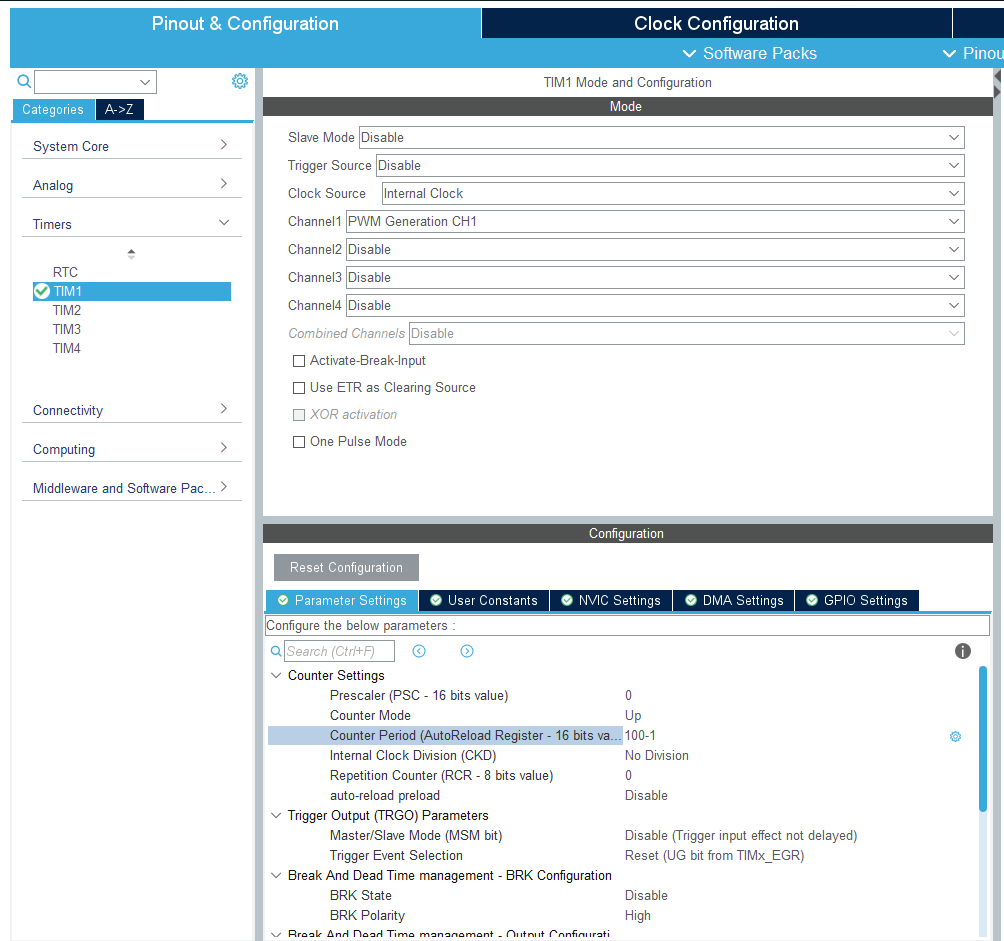 Pinout & Configuration
Clock Configuration
Software Packs
Pinou
Categories
A->Z
System Core
Analog
Timers
RTC
TIM1
TIM2
TIM3
TIM4
Connectivity
Computing
Middleware and Software Pac...
TIM1 Mode and Configuration
Mode
Slave Mode Disable
Trigger Source Disable
Clock Source Internal Clock
Channel1 PWM Generation CH1
Channel2 Disable
Channel3 Disable
Channel4 Disable
Combined Channels Disable
Activate-Break-Input
Use ETR as Clearing Source
XOR activation
One Pulse Mode
Configuration
Reset Configuration
Parameter Settings
User Constants
NVIC Settings
DMA Settings
GPIO Settings
Configure the below parameters :
Search (Ctrl+F)
Counter Settings
Prescaler (PSC - 16 bits value) 0
Counter Mode Up
Counter Period (AutoReload Register - 16 bits va... 100-1
Internal Clock Division (CKD) No Division
Repetition Counter (RCR - 8 bits value) 0
auto-reload preload Disable
Trigger Output (TRGO) Parameters
Master/Slave Mode (MSM bit) Disable (Trigger input effect not delayed)
Trigger Event Selection Reset (UG bit from TIMx_EGR)
Break And Dead Time management - BRK Configuration
BRK State Disable
BRK Polarity High
Break And Dead Time management - Output Configurati